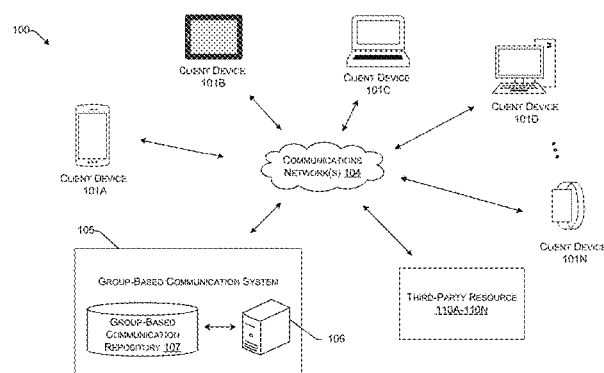 100
CLIENT DEVICE
101B
CLIENT DEVICE
101C
CLIENT DEVICE
101D
CLIENT DEVICE
101A
COMMUNICATIONS
NETWORK(S) 104
CLIENT DEVICE
101N
105
GROUP-BASED COMMUNICATION SYSTEM
GROUP-BASED
COMMUNICATION
REPOSITORY 107
106
THIRD-PARTY RESOURCE
110A-110N